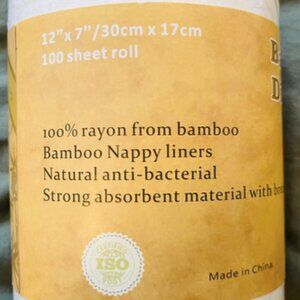 12"x 7"/30cm x 17cm
100 sheet roll
100% rayon from bamboo
Bamboo Nappy liners
Natural anti-bacterial
Strong absorbent material with
ISO
Made in China.